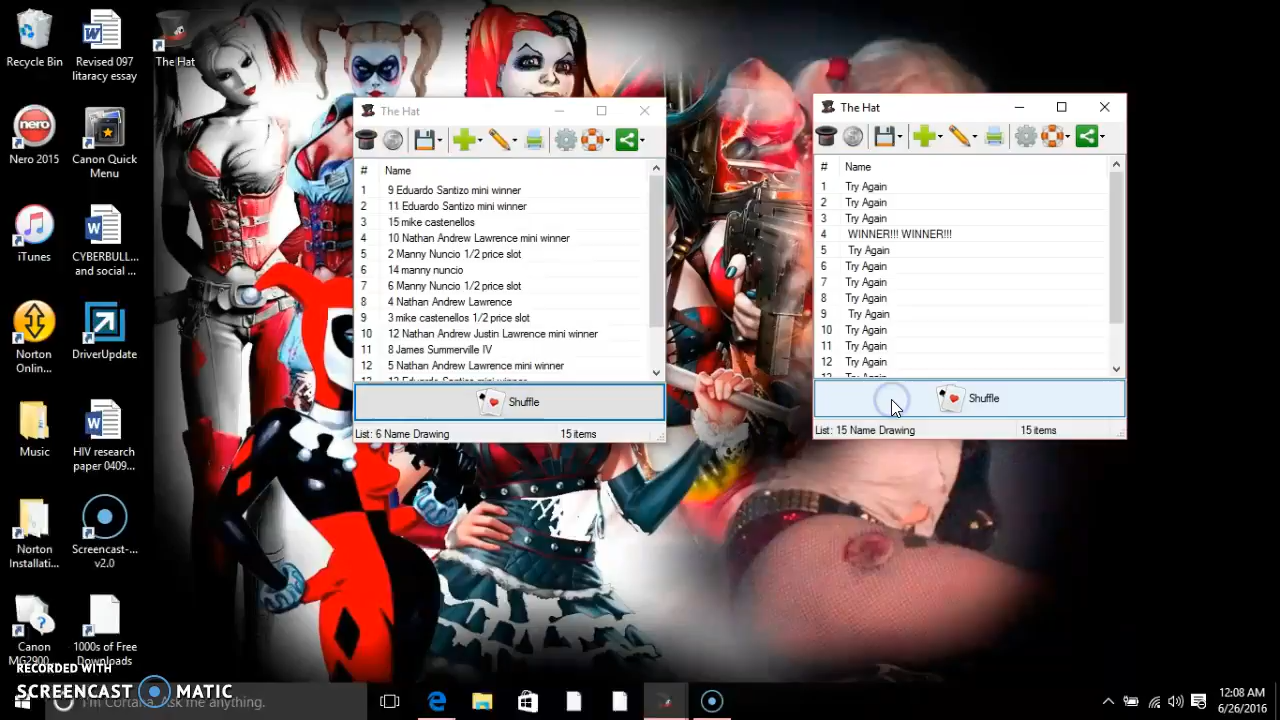 Recycle Bin
Revised 097
litaracy essay
The Hat
Nero 2015
Canon Quick
Menu
iTunes
CYBERBULL...
and social ...
Norton
Onlin...
DriverUpdate
Music
HIV research
paper 0409...
Norton
Installati...
Screencast-...
v2.0
Canon
MG2900 ...
1000s of Free
Downloads
The Hat
# Name
1 9 Eduardo Santizo mini winner
2 11 Eduardo Santizo mini winner
3 15 mike castenellos
4 10 Nathan Andrew Lawrence mini winner
5 2 Manny Nuncio 1/2 price slot
6 14 manny nuncio
7 6 Manny Nuncio 1/2 price slot
8 4 Nathan Andrew Lawrence
9 3 mike castenellos 1/2 price slot
10 12 Nathan Andrew Justin Lawrence mini winner
11 8 James Summerville IV
12 5 Nathan Andrew Lawrence mini winner
Shuffle
List: 6 Name Drawing 15 items
The Hat
# Name
1 Try Again
2 Try Again
3 Try Again
4 WINNER!!! WINNER!!!
5 Try Again
6 Try Again
7 Try Again
8 Try Again
9 Try Again
10 Try Again
11 Try Again
12 Try Again
Shuffle
List: 15 Name Drawing 15 items
RECORDED WITH
SCREENCAST MATIC
I'm Cortana. Ask me anything.
12:08 AM
6/26/2016